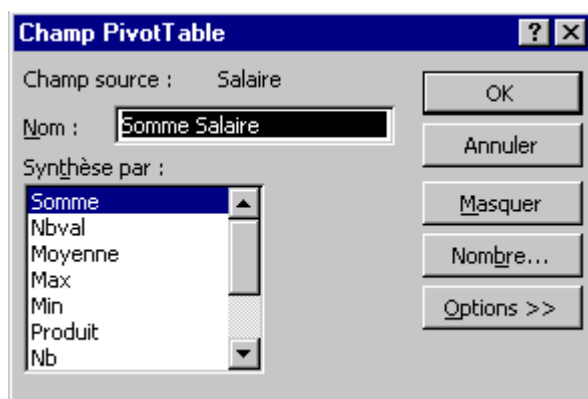 Champ PivotTable
Champ source : Salaire
Nom : Somme Salaire
Synthèse par :
Somme
Nbval
Moyenne
Max
Min
Produit
Nb
OK
Annuler
Masquer
Nombre...
Options >>